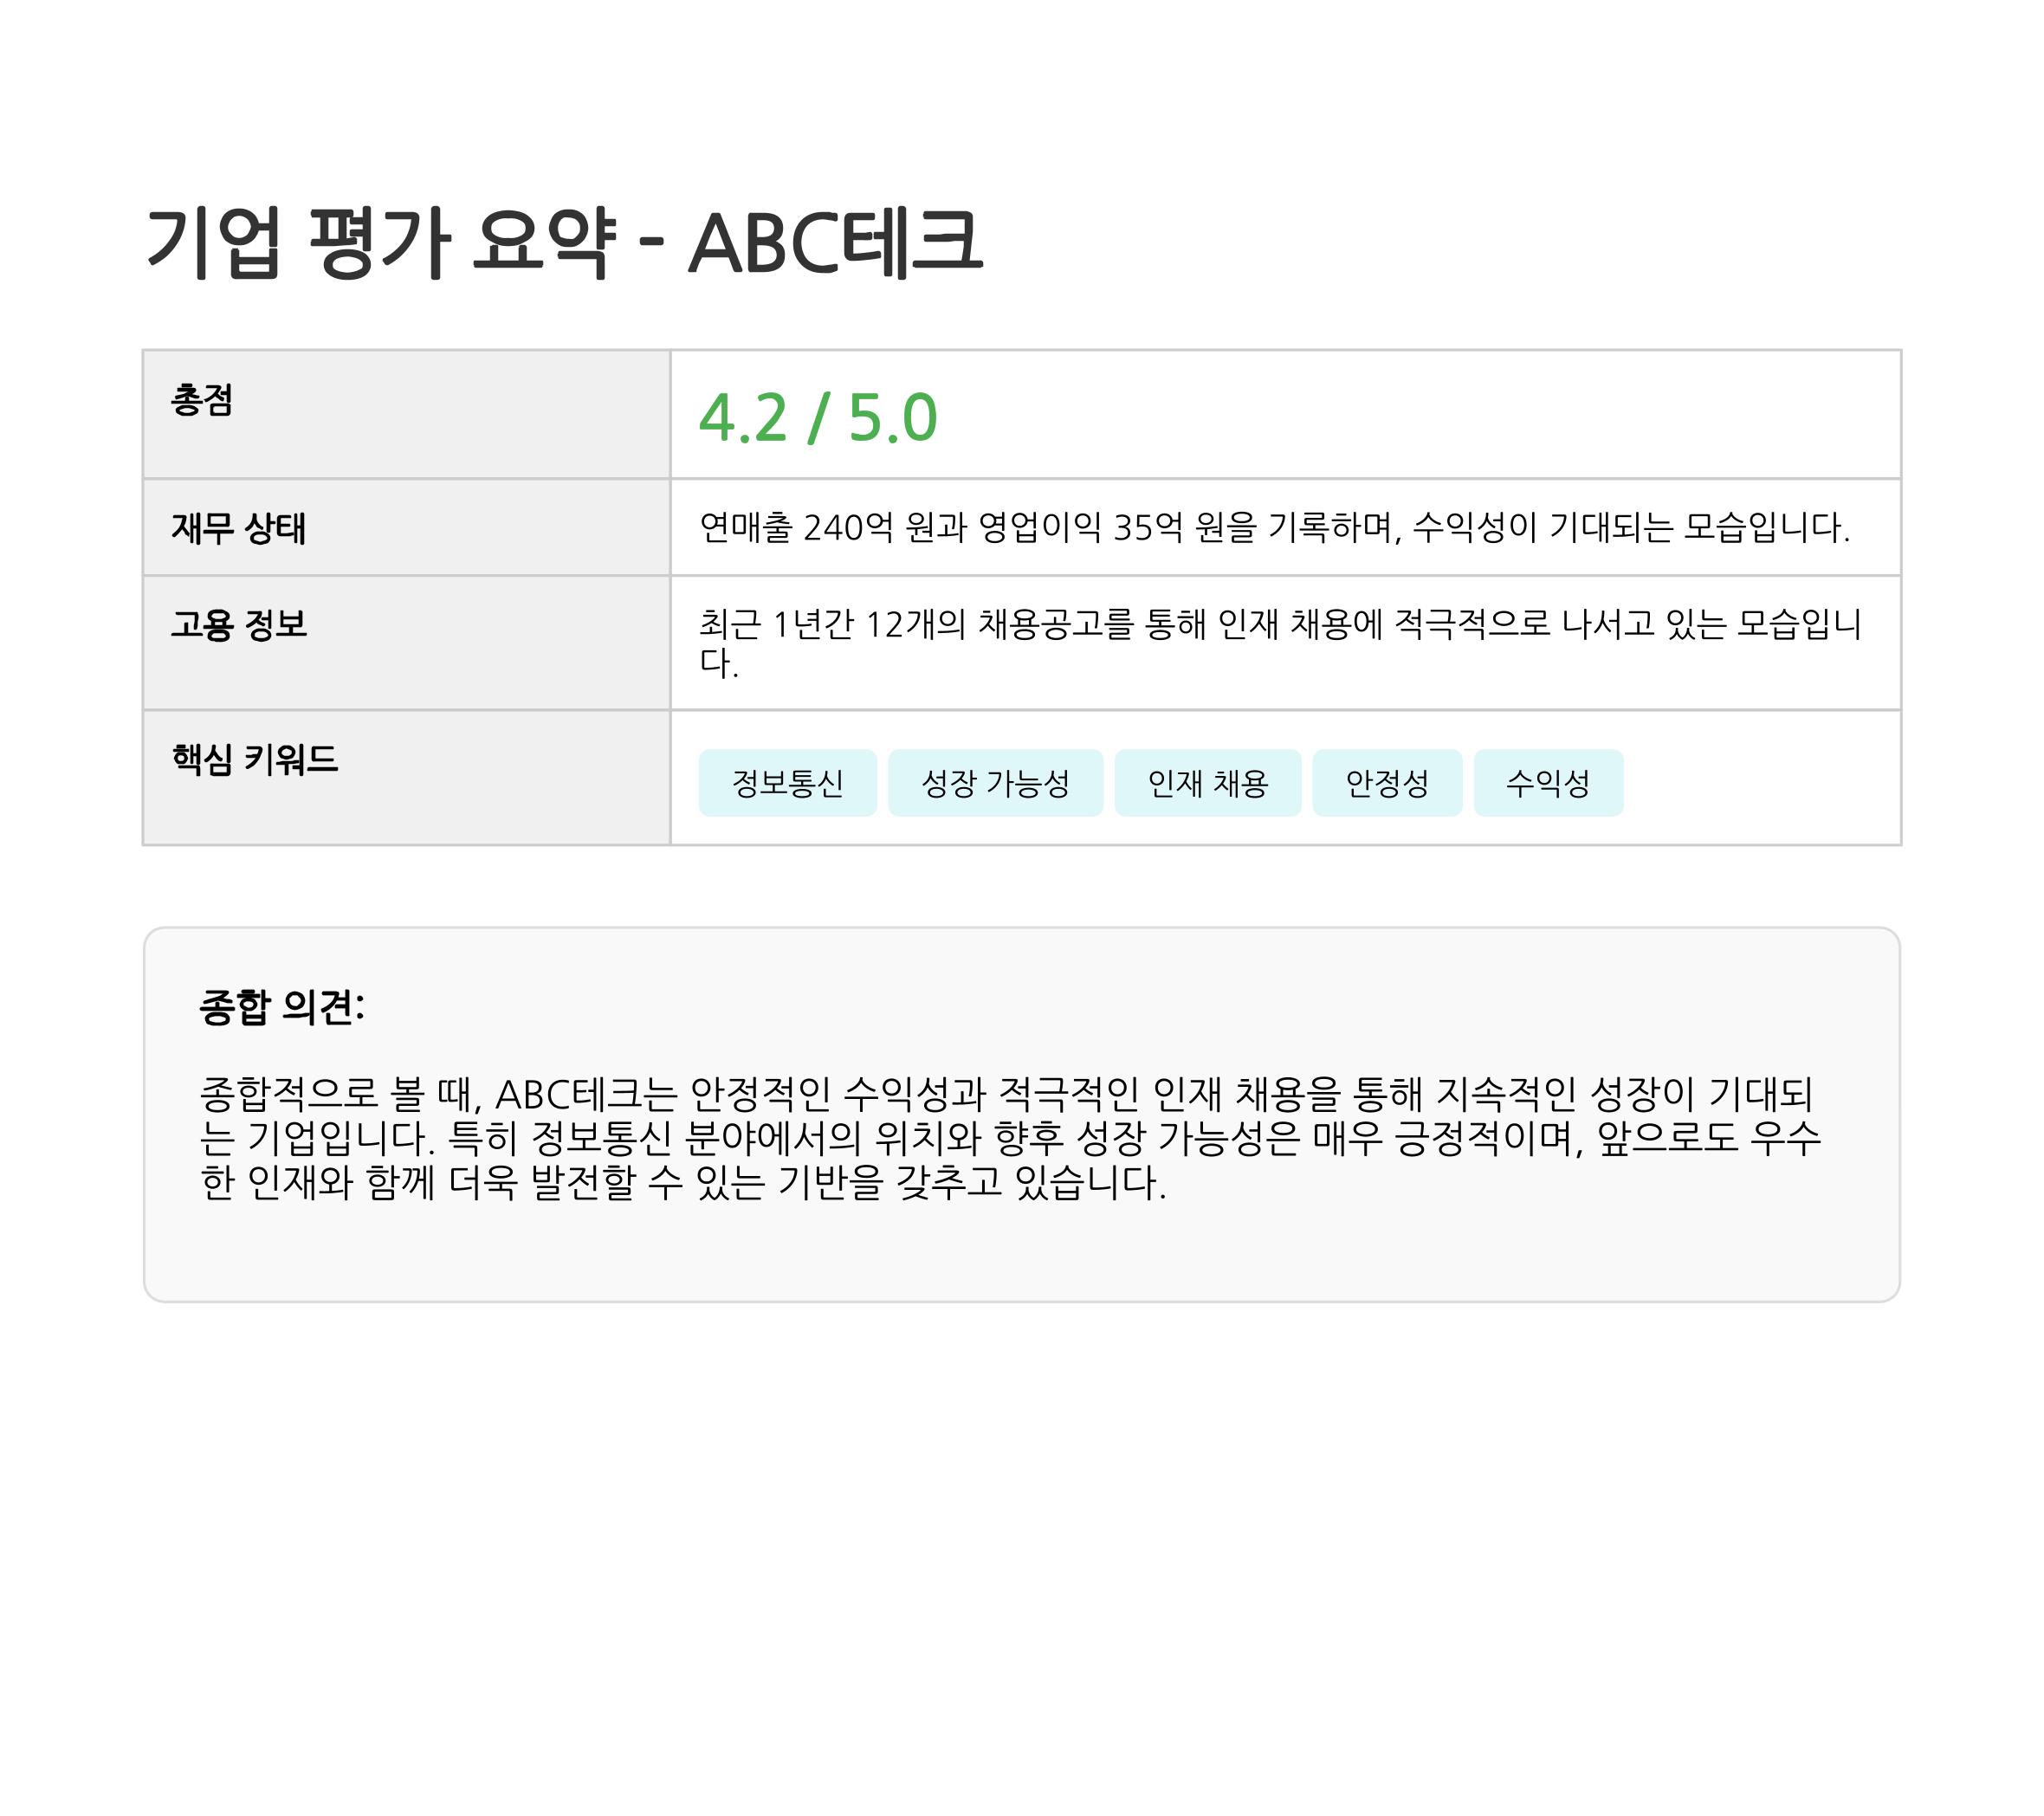 기업 평가 요약 - ABC테크
총점
4.2 / 5.0
재무 상태
연매출 240억 원과 영업이익 35억 원을 기록하며, 수익성이 기대되는 모습입니다.
고용 정보
최근 1년간 12개의 채용공고를 통해 인재 채용에 적극적으로 나서고 있는 모습입니
다.
핵심 키워드
정보통신 성장 가능성 인재 채용 안정성 수익성
종합 의견:
종합적으로 볼 때, ABC테크는 안정적인 수익성과 적극적인 인재 채용을 통해 지속적인 성장이 기대되
는 기업입니다. 특히 정보통신 분야에서의 위치와 향후 성장 가능성은 매우 긍정적이며, 앞으로도 우수
한 인재와 함께 더욱 발전할 수 있는 기반을 갖추고 있습니다.